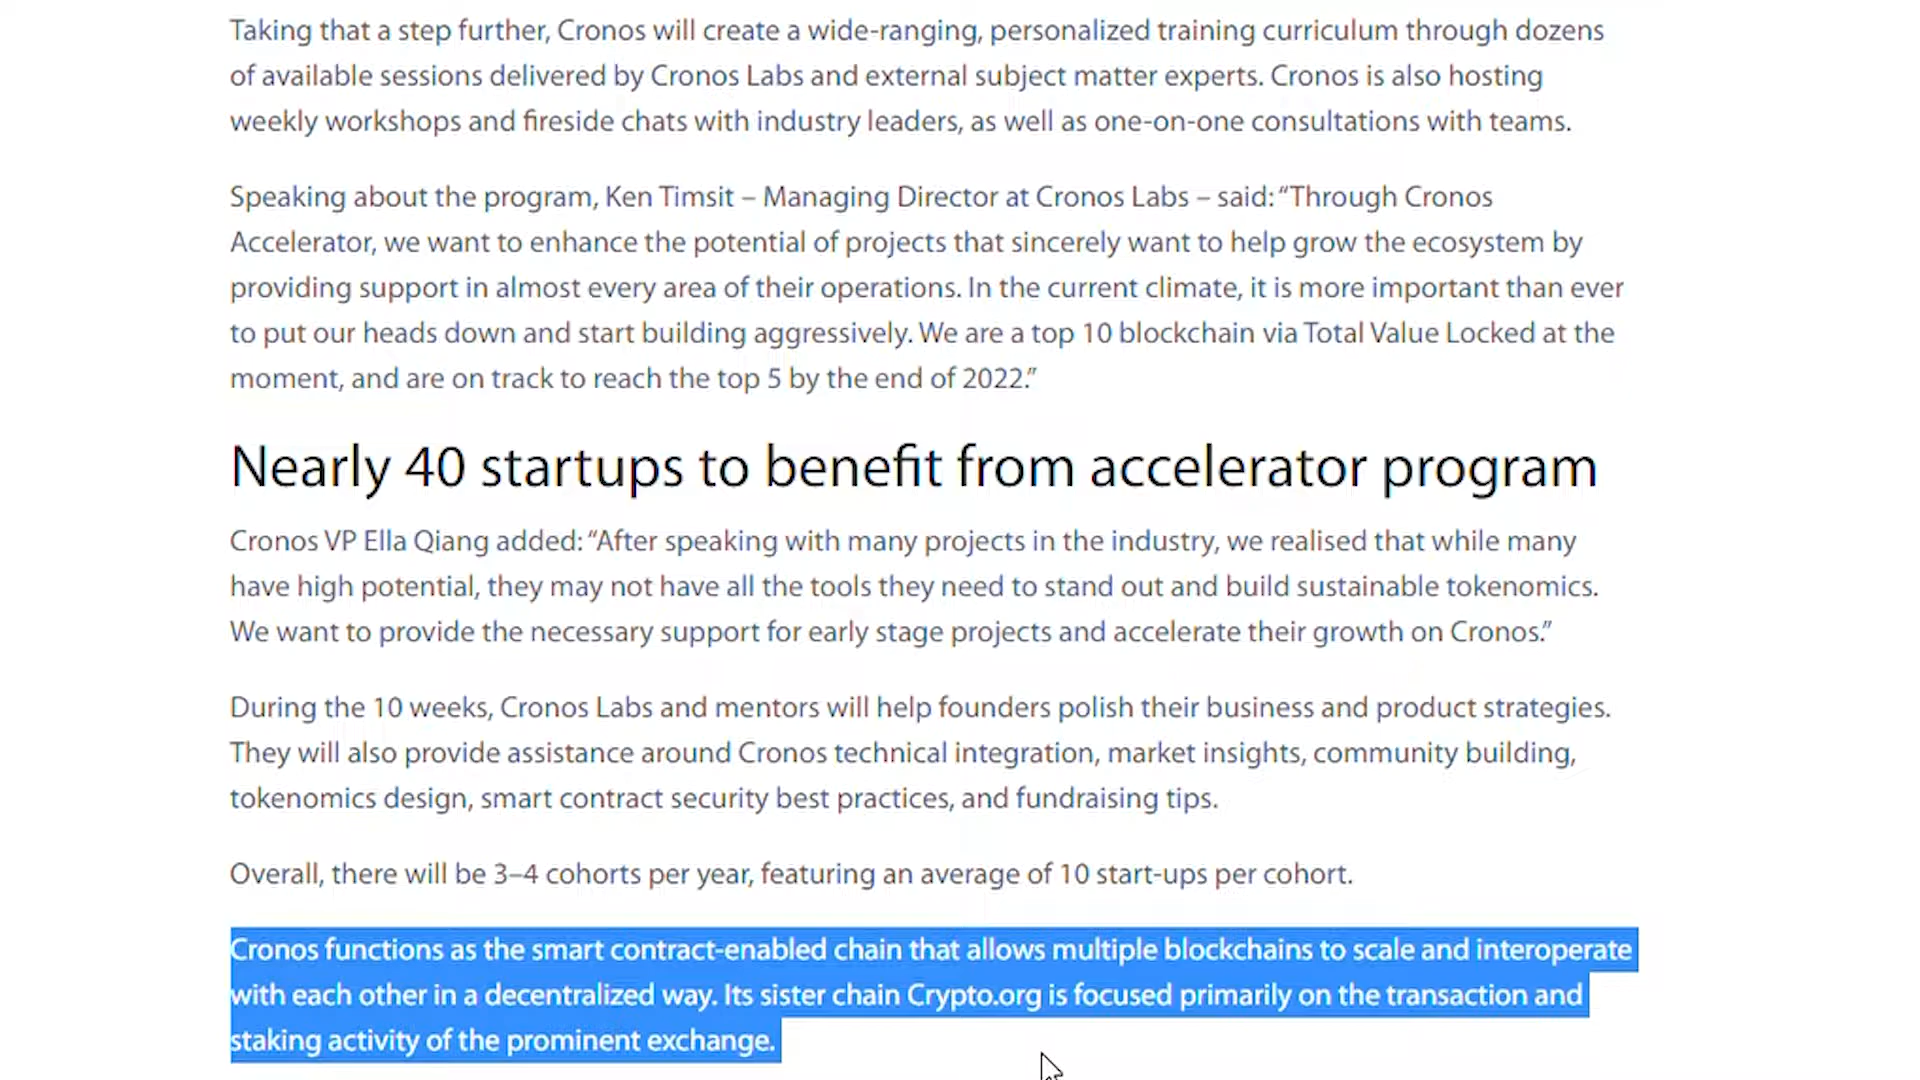 Taking that a step further, Cronos will create a wide-ranging, personalized training curriculum through dozens
of available sessions delivered by Cronos Labs and external subject matter experts. Cronos is also hosting
weekly workshops and fireside chats with industry leaders, as well as one-on-one consultations with teams.
Speaking about the program, Ken Timsit – Managing Director at Cronos Labs – said: “Through Cronos
Accelerator, we want to enhance the potential of projects that sincerely want to help grow the ecosystem by
providing support in almost every area of their operations. In the current climate, it is more important than ever
to put our heads down and start building aggressively. We are a top 10 blockchain via Total Value Locked at the
moment, and are on track to reach the top 5 by the end of 2022.”
Nearly 40 startups to benefit from accelerator program
Cronos VP Ella Qiang added: “After speaking with many projects in the industry, we realised that while many
have high potential, they may not have all the tools they need to stand out and build sustainable tokenomics.
We want to provide the necessary support for early stage projects and accelerate their growth on Cronos.”
During the 10 weeks, Cronos Labs and mentors will help founders polish their business and product strategies.
They will also provide assistance around Cronos technical integration, market insights, community building,
tokenomics design, smart contract security best practices, and fundraising tips.
Overall, there will be 3–4 cohorts per year, featuring an average of 10 start-ups per cohort.
Cronos functions as the smart contract-enabled chain that allows multiple blockchains to scale and interoperate
with each other in a decentralized way. Its sister chain Crypto.org is focused primarily on the transaction and
staking activity of the prominent exchange.